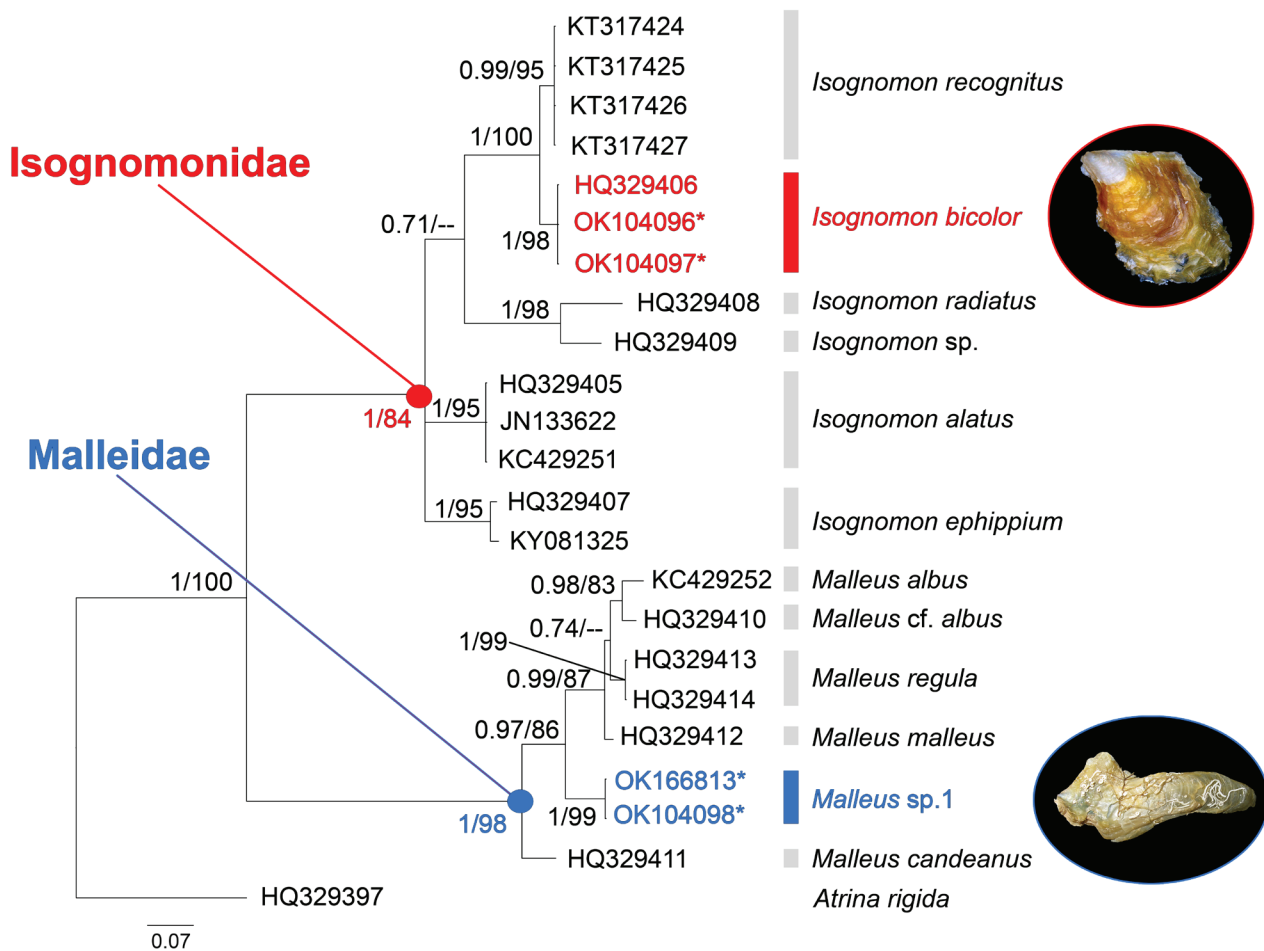 KT317424
0.99/95
KT317425
KT317426
KT317427
Isognomon recognitus
1/100
Isognomonidae
HQ329406
OK104096*
OK104097*
Isognomon bicolor
0.71/--
1/98
1/98
HQ329408
Isognomon radiatus
HQ329409
Isognomon sp.
HQ329405
JN133622
KC429251
1/95
Isognomon alatus
1/84
Malleidae
HQ329407
KY081325
1/95
Isognomon ephippium
1/100
0.98/83
KC429252
Malleus albus
HQ329410
Malleus cf. albus
0.74/--
1/99
HQ329413
HQ329414
Malleus regula
0.99/87
HQ329412
Malleus malleus
0.97/86
OK166813*
OK104098*
Malleus sp.1
1/99
1/98
HQ329411
Malleus candeanus
HQ329397
Atrina rigida
0.07